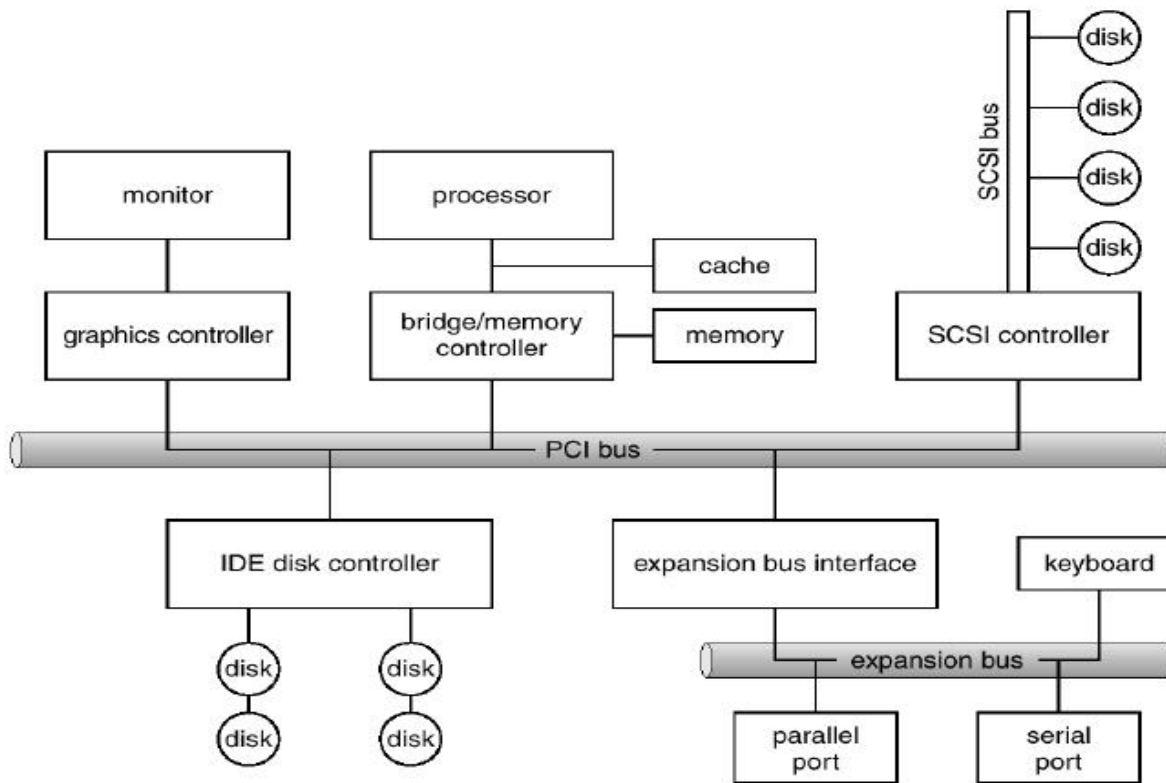 disk
disk
SCSI bus
disk
disk
monitor
processor
cache
graphics controller
bridge/memory
controller
memory
SCSI controller
PCI bus
IDE disk controller
expansion bus interface
keyboard
disk
disk
expansion bus
disk
disk
parallel
port
serial
port